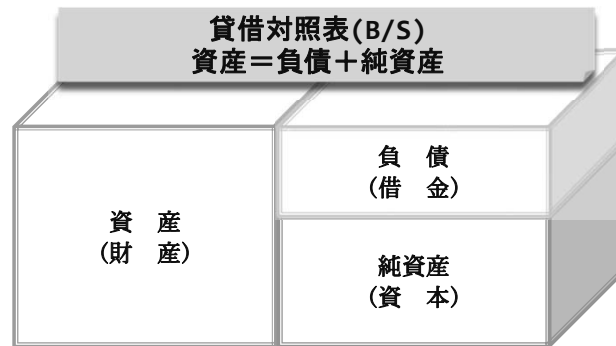 貸借対照表(B/S)
資産＝負債＋純資産
資　産
(財　産)
負　債
(借　金)
純資産
(資　本)